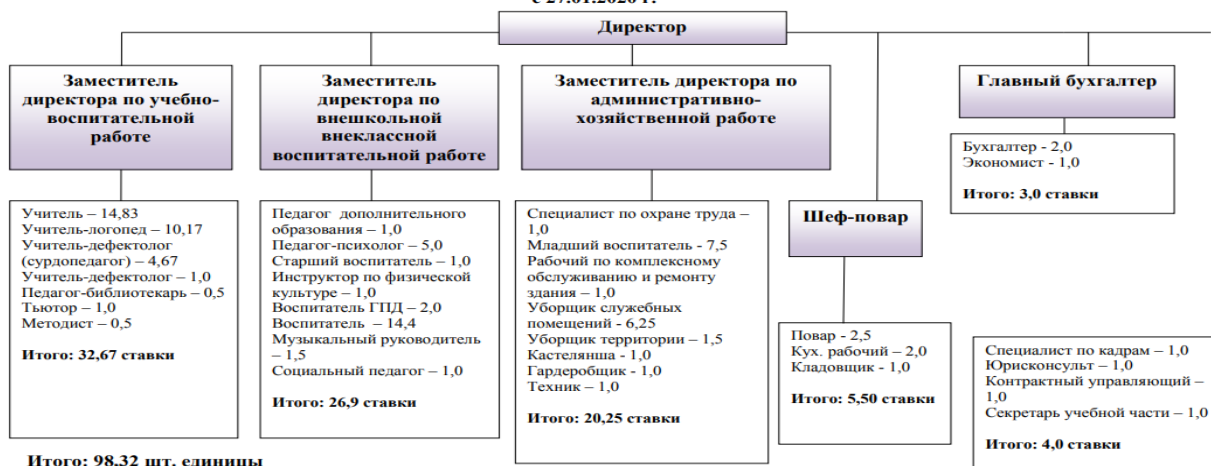 с 27.01.2020 г.
Директор
Заместитель
директора по учебно-
воспитательной
работе
Заместитель
директора по
внешкольной
внеклассной
воспитательной работе
Заместитель директора по
административно-
хозяйственной работе
Главный бухгалтер
Бухгалтер - 2,0
Экономист - 1,0
Итого: 3,0 ставки
Учитель – 14,83
Учитель-логопед – 10,17
Учитель-дефектолог
(сурдопедагог) – 4,67
Учитель-дефектолог – 1,0
Педагог-библиотекарь – 0,5
Тьютор – 1,0
Методист – 0,5
Итого: 32,67 ставки
Педагог дополнительного
образования – 1,0
Педагог-психолог – 5,0
Старший воспитатель – 1,0
Инструктор по физической
культуре – 1,0
Воспитатель ГПД – 2,0
Воспитатель – 14,4
Музыкальный руководитель
– 1,5
Социальный педагог – 1,0
Итого: 26,9 ставки
Специалист по охране труда –
1,0
Младший воспитатель - 7,5
Рабочий по комплексному
обслуживанию и ремонту
здания – 1,0
Уборщик служебных
помещений - 6,25
Уборщик территории – 1,5
Кастелянша - 1,0
Гардеробщик - 1,0
Техник – 1,0
Итого: 20,25 ставки
Шеф-повар
Повар - 2,5
Кух. рабочий – 2,0
Кладовщик - 1,0
Итого: 5,50 ставки
Специалист по кадрам – 1,0
Юрисконсульт – 1,0
Контрактный управляющий –
1,0
Секретарь учебной части – 1,0
Итого: 4,0 ставки
Итого: 98,32 шт. единицы